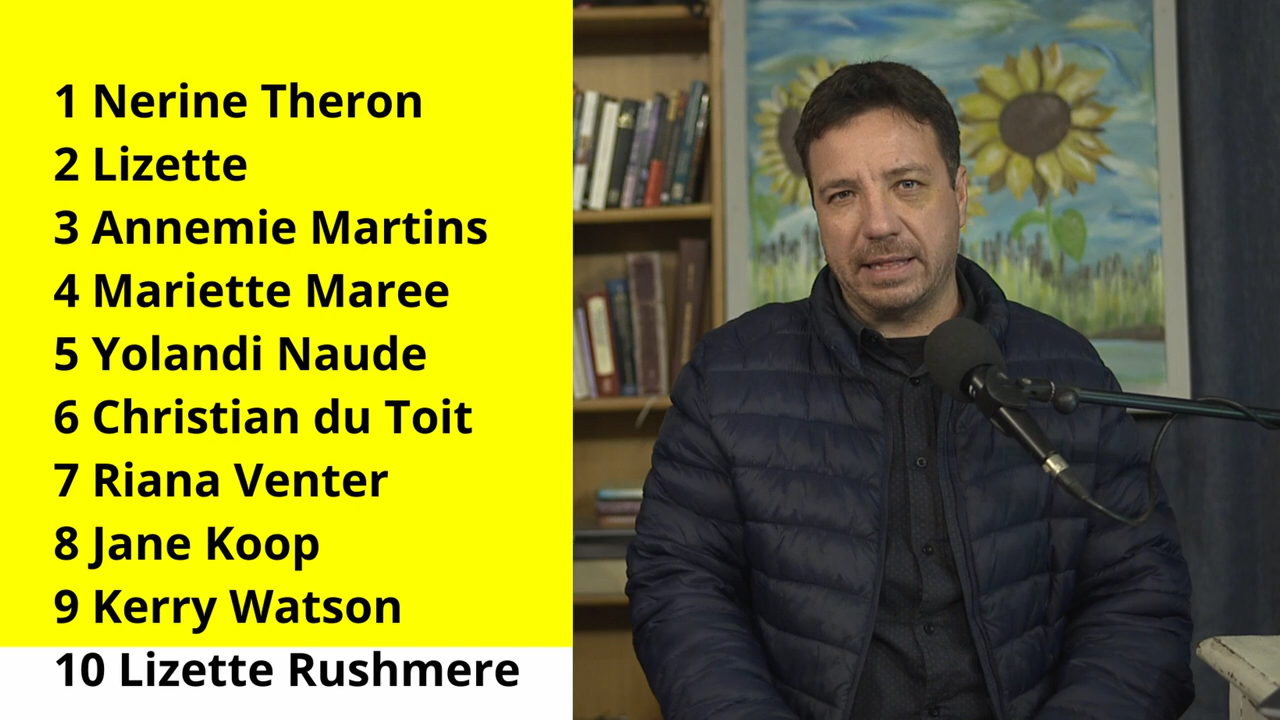 1 Nerine Theron
2 Lizette
3 Annemie Martins
4 Mariette Maree
5 Yolandi Naude
6 Christian du Toit
7 Riana Venter
8 Jane Koop
9 Kerry Watson
10 Lizette Rushmere